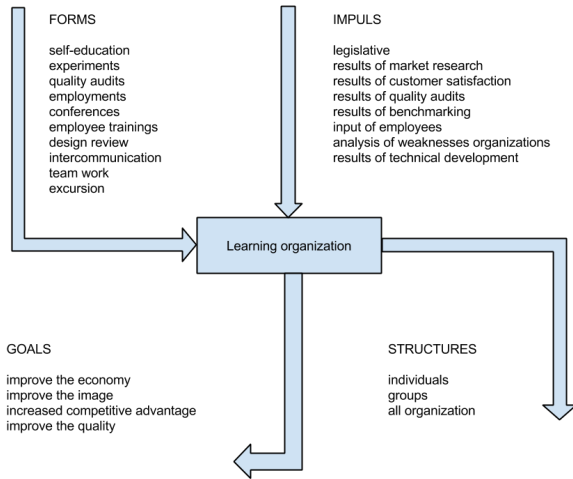 FORMS
self-education
experiments
quality audits
employments
conferences
employee trainings
design review
intercommunication
team work
excursion
IMPULS
legislative
results of market research
results of customer satisfaction
results of quality audits
results of benchmarking
input of employees
analysis of weaknesses organizations
results of technical development
Learning organization
GOALS
improve the economy
improve the image
increased competitive advantage
improve the quality
STRUCTURES
individuals
groups
all organization